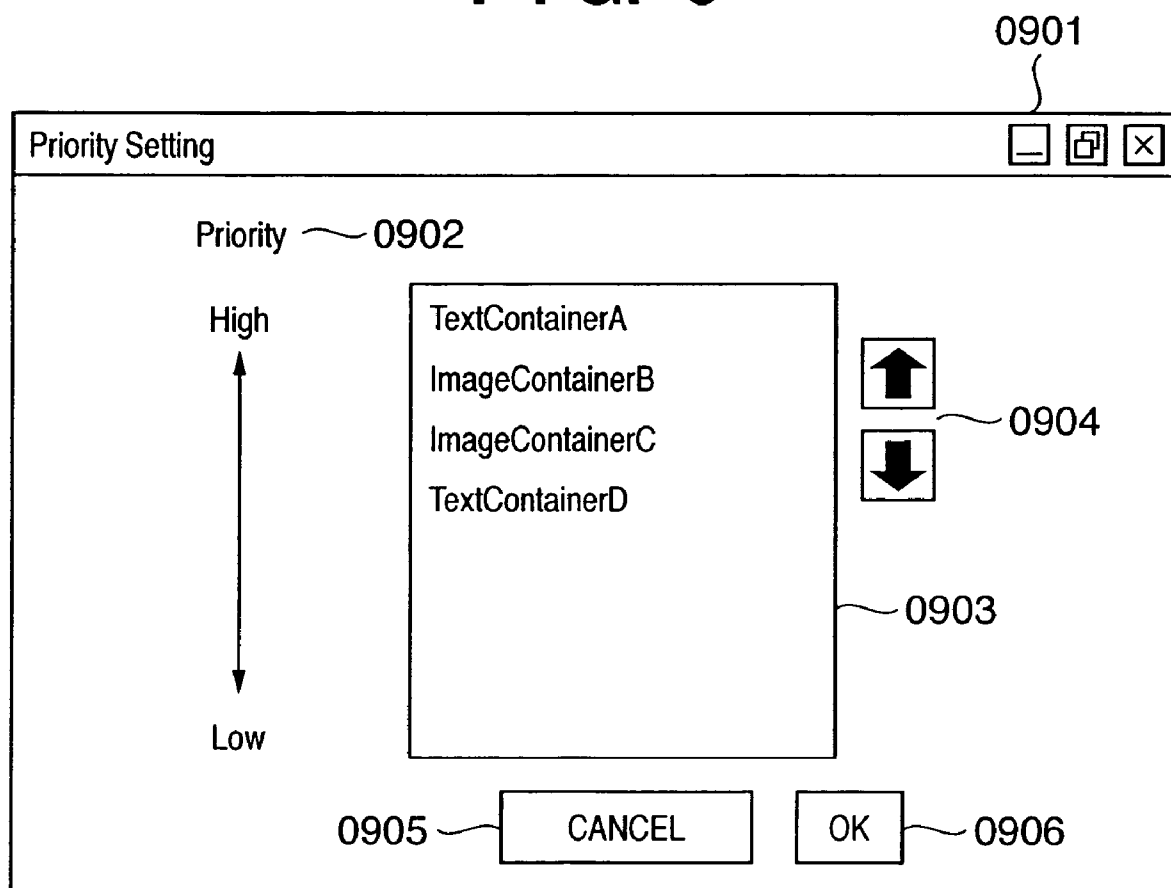 0901
Priority Setting
Priority 0902
High
TextContainerA
ImageContainerB
ImageContainerC
TextContainerD
0904
0903
Low
0905 CANCEL OK 0906